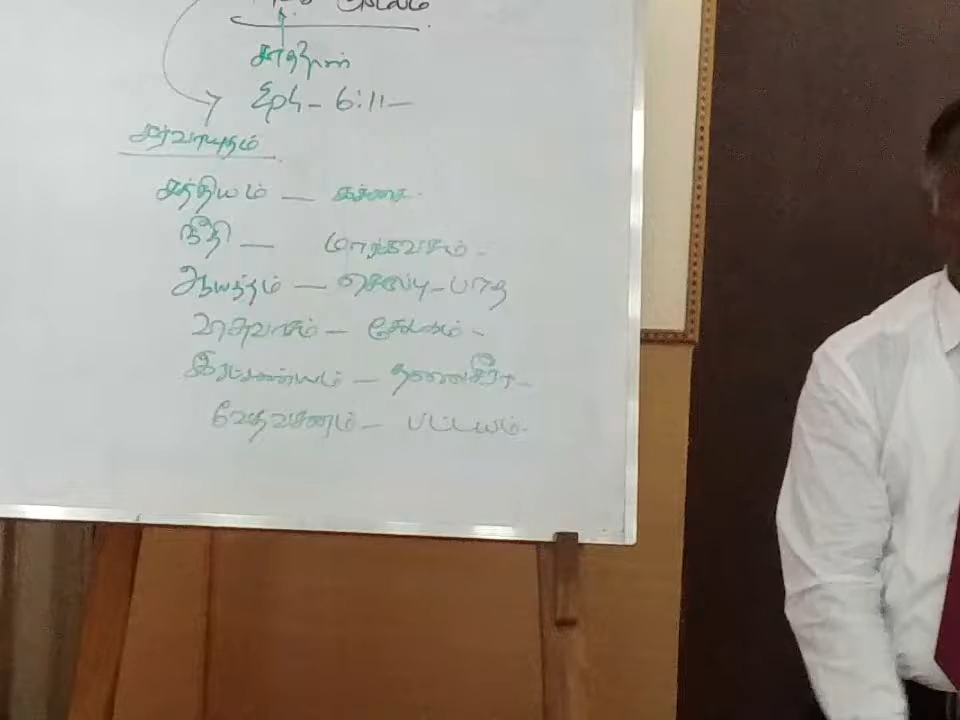 சாத்தான்
எபே - 6:11 -
சர்வாயுதம்
சத்தியம் - கச்சை.
நீதி - மார்க்கவசம் -
ஆயத்தம் - செருப்பு - பாத
விசுவாசம் - கேடகம் -
இரட்சண்யம் - தலைச்சீரா -
வேதவசனம் - பட்டயம்.